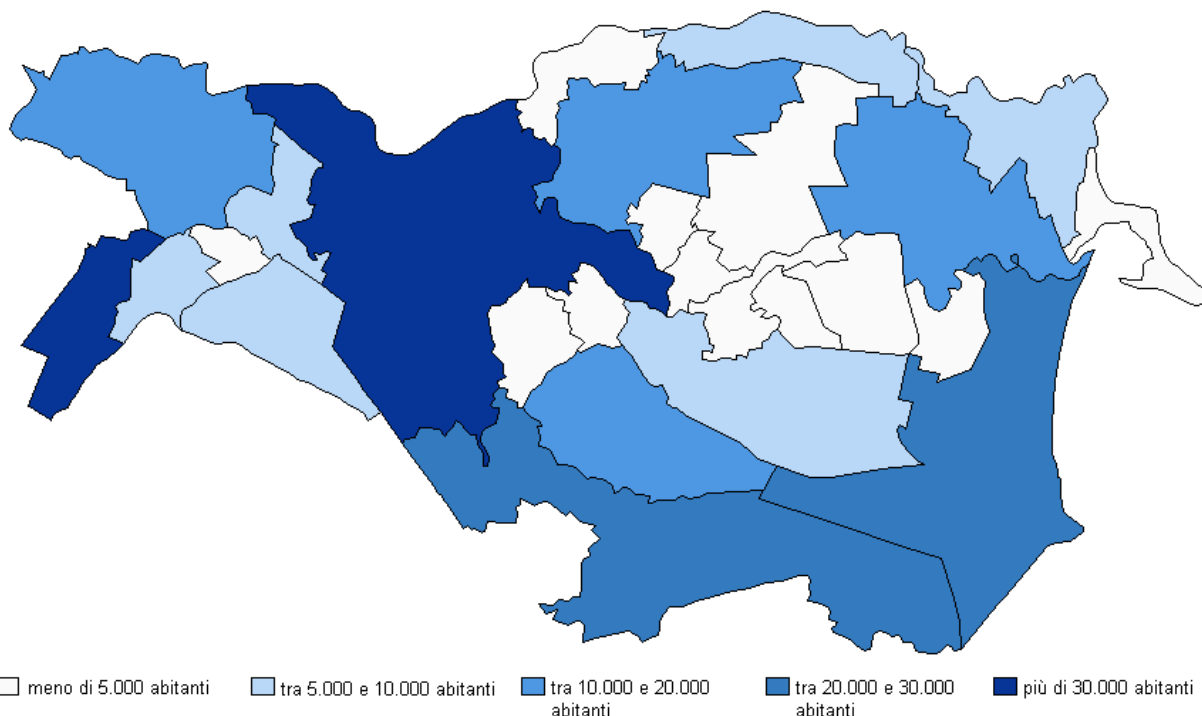 meno di 5.000 abitanti
tra 5.000 e 10.000 abitanti
tra 10.000 e 20.000
abitanti
tra 20.000 e 30.000
abitanti
più di 30.000 abitanti